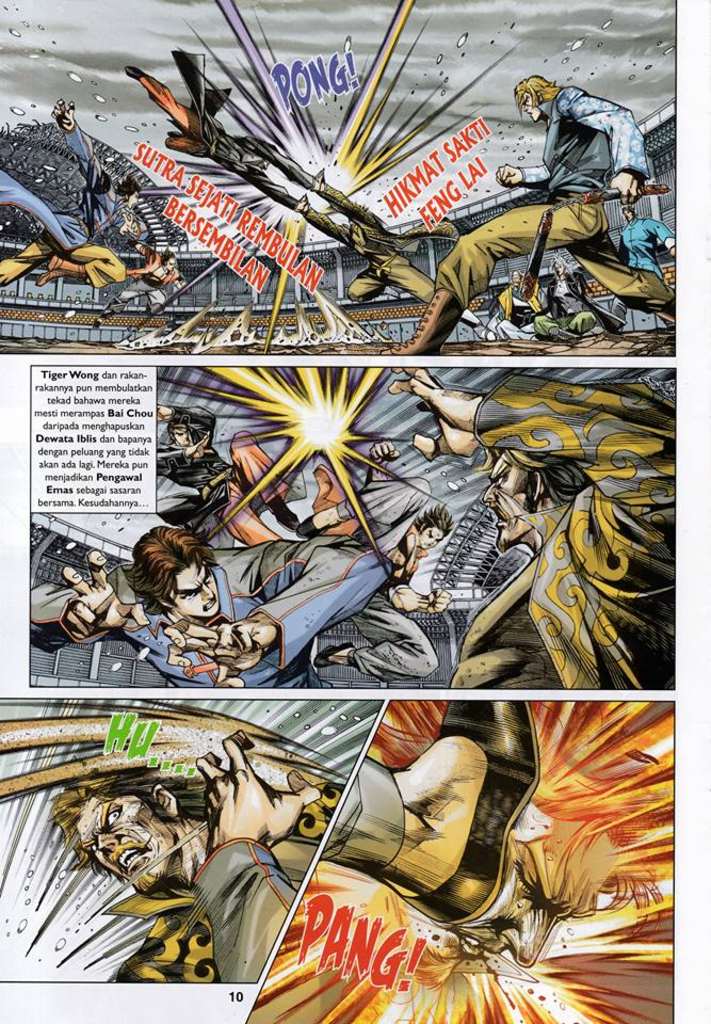 PONG!
SUTRA SEJATI REMBULAN
BERSEMBILAN
HIKMAT SAKTI
FENG LAI
Tiger Wong dan rakan-
rakannya pun membulatkan
tekad bahawa mereka
mesti merampas Bai Chou
daripada menghapuskan
Dewata Iblis dan bapanya
dengan peluang yang tidak
akan ada lagi. Mereka pun
menjadikan Pengawal
Emas sebagai sasaran
bersama. Kesudahannya...
HU....
PANG!
10